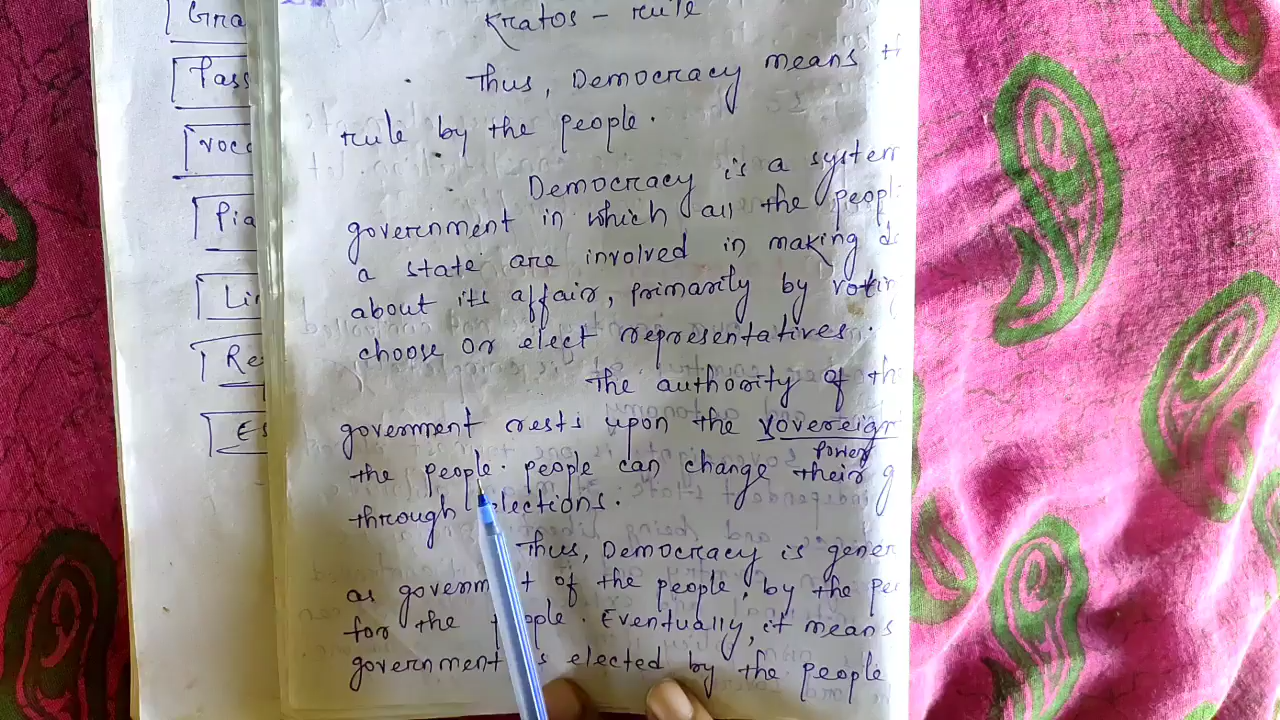 Kratos - rule
Thus, Democracy means
rule by the people.
Democracy is a system
government in which all the
a state are involved in making
about its affair, primarily by
choose or elect representatives.
The authority of
government rests upon the
power
the people. people can change their
through elections.
Thus, Democracy is
as government of the people, by the
for the people. Eventually, it means
government is elected by the people